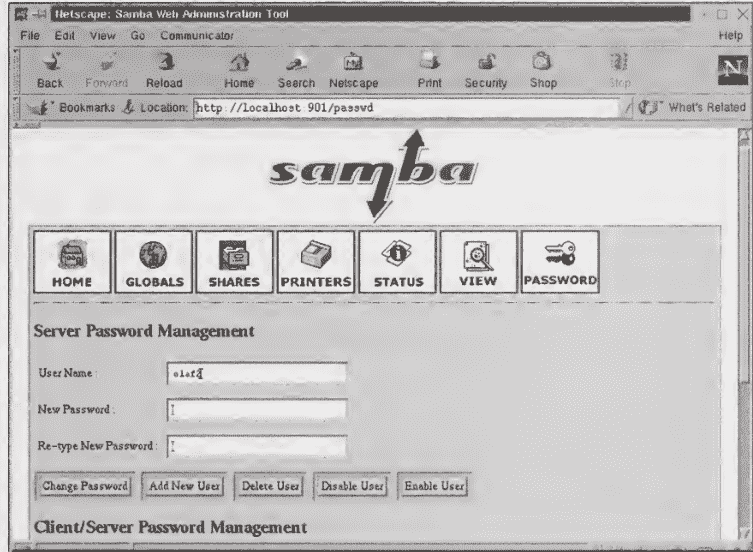 Netscape: Samba Web Administration Tool
File Edit View Go Communicator Help
Back Forward Reload Home Search Netscape Print Security Shop Stop
N
Bookmarks Location: http://localhost:901/passwd What's Related
samba
HOME GLOBALS SHARES PRINTERS STATUS VIEW PASSWORD
Server Password Management
User Name : olaf
New Password :
Re-type New Password :
Change Password Add New User Delete User Disable User Enable User
Client/Server Password Management